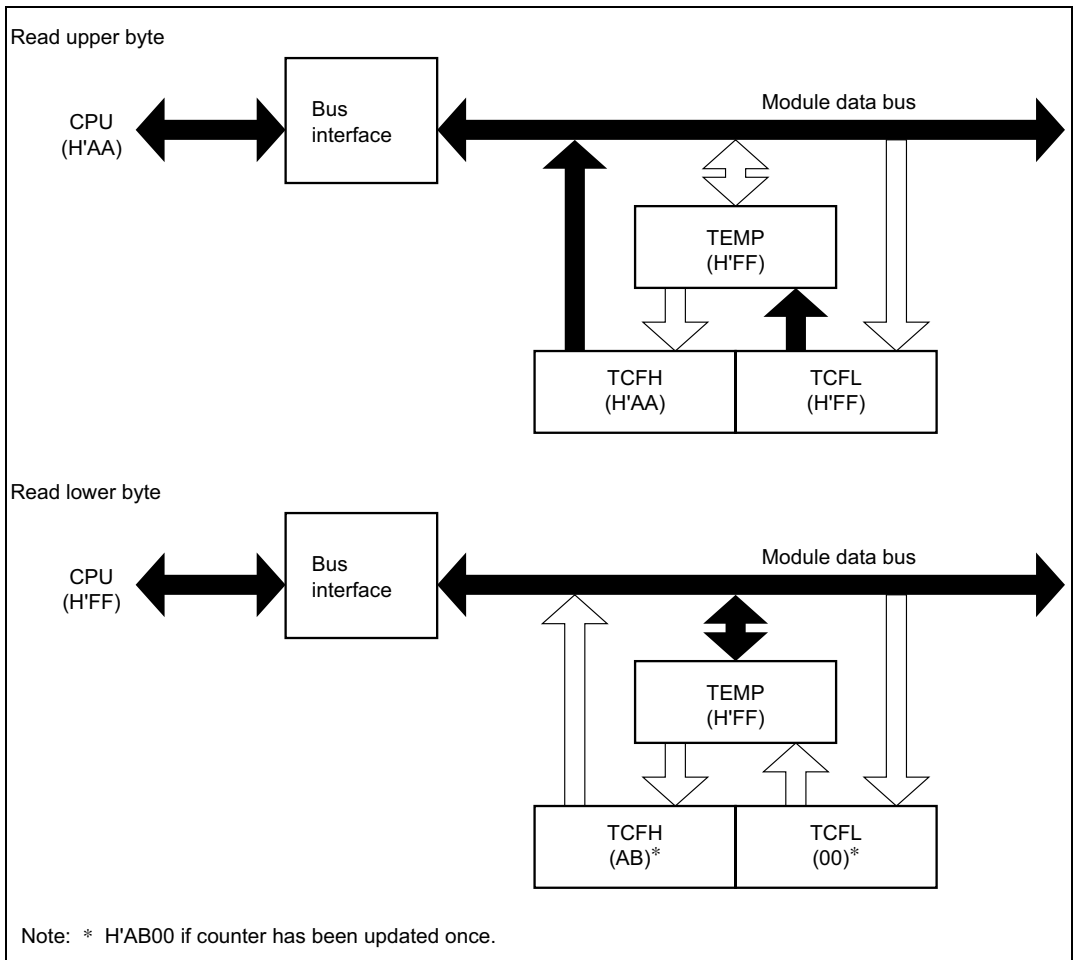 Read upper byte
CPU
(H'AA)
Bus
interface
Module data bus
TEMP
(H'FF)
TCFH
(H'AA)
TCFL
(H'FF)
Read lower byte
CPU
(H'FF)
Bus
interface
Module data bus
TEMP
(H'FF)
TCFH
(AB)*
TCFL
(00)*
Note: * H'AB00 if counter has been updated once.